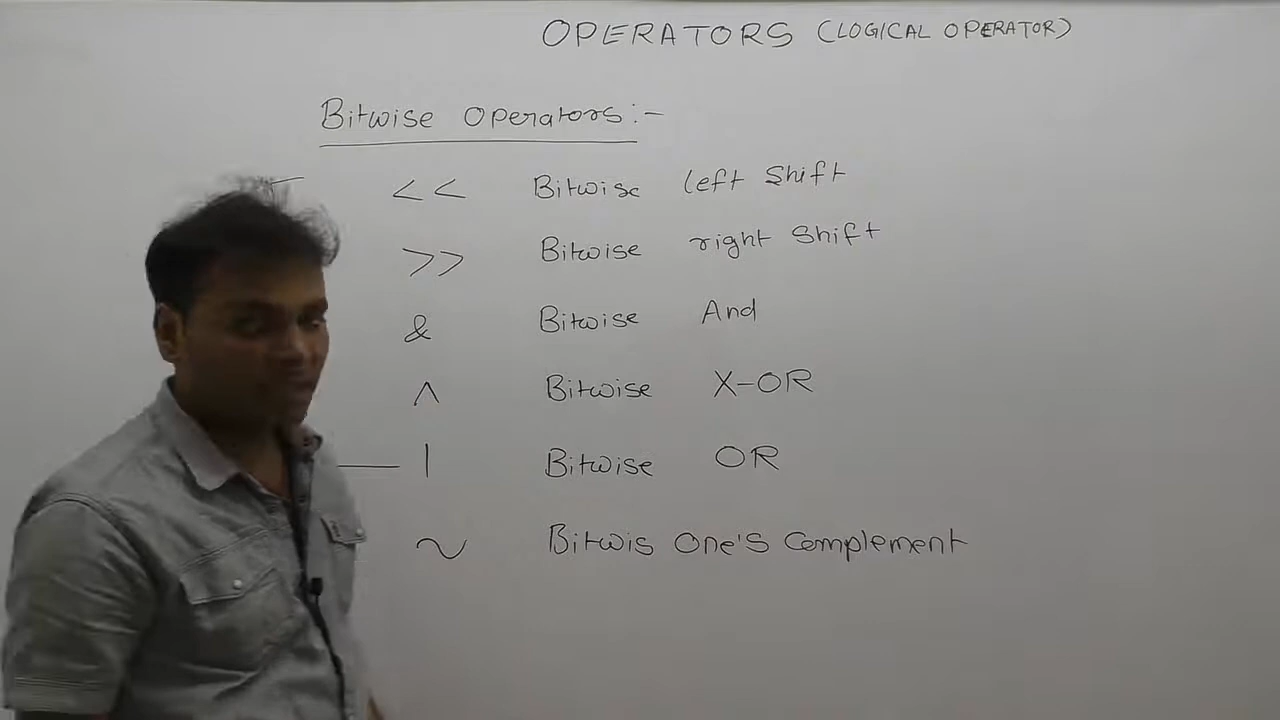 OPERATORS (LOGICAL OPERATOR)
Bitwise Operators:-
<< Bitwise left Shift
>> Bitwise right Shift
& Bitwise And
^ Bitwise X-OR
| Bitwise OR
~ Bitwis One's Complement